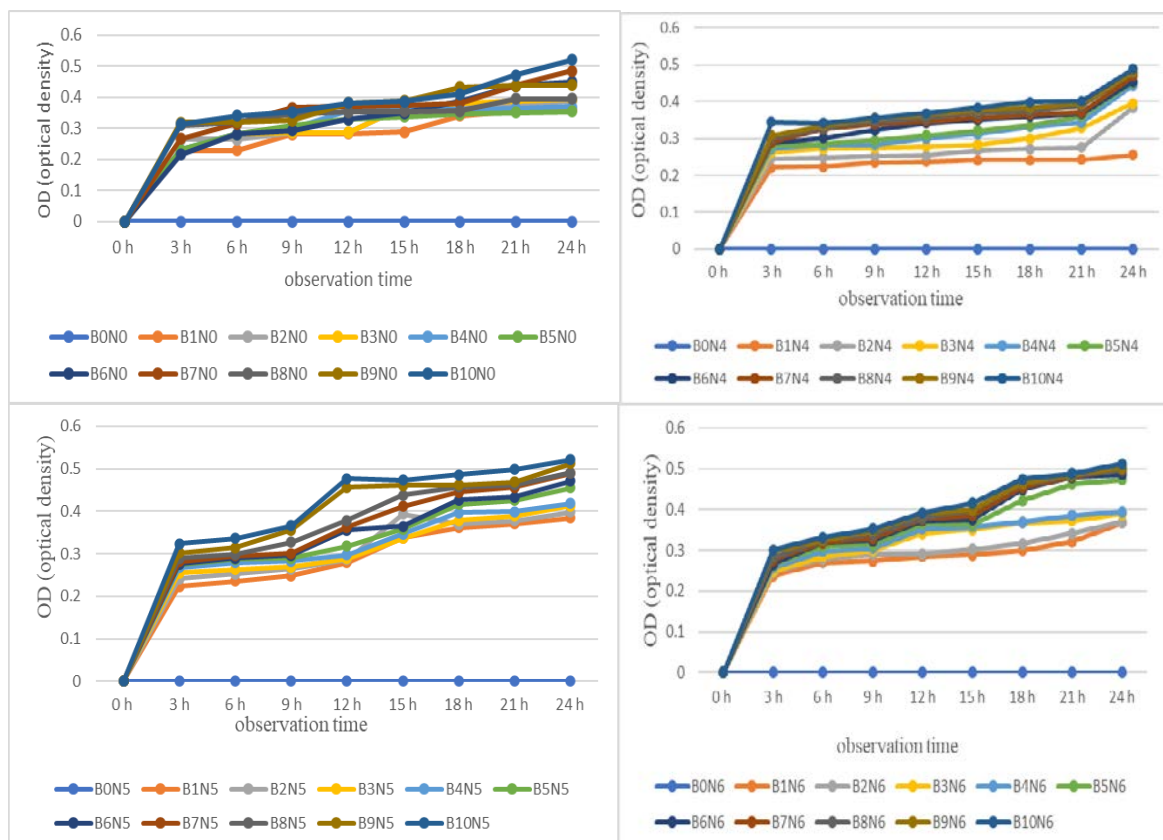 OD (optical density)
0.6
0.5
0.4
0.3
0.2
0.1
0
0 h 3 h 6 h 9 h 12 h 15 h 18 h 21 h 24 h
observation time
B0N0 B1N0 B2N0 B3N0 B4N0 B5N0
B6N0 B7N0 B8N0 B9N0 B10N0
OD (optical density)
0.6
0.5
0.4
0.3
0.2
0.1
0
0 h 3 h 6 h 9 h 12 h 15 h 18 h 21 h 24 h
observation time
B0N4 B1N4 B2N4 B3N4 B4N4 B5N4
B6N4 B7N4 B8N4 B9N4 B10N4
OD (optical density)
0.6
0.5
0.4
0.3
0.2
0.1
0
0 h 3 h 6 h 9 h 12 h 15 h 18 h 21 h 24 h
observation time
B0N5 B1N5 B2N5 B3N5 B4N5 B5N5
B6N5 B7N5 B8N5 B9N5 B10N5
OD (optical density)
0.6
0.5
0.4
0.3
0.2
0.1
0
0 h 3 h 6 h 9 h 12 h 15 h 18 h 21 h 24 h
observation time
B0N6 B1N6 B2N6 B3N6 B4N6 B5N6
B6N6 B7N6 B8N6 B9N6 B10N6